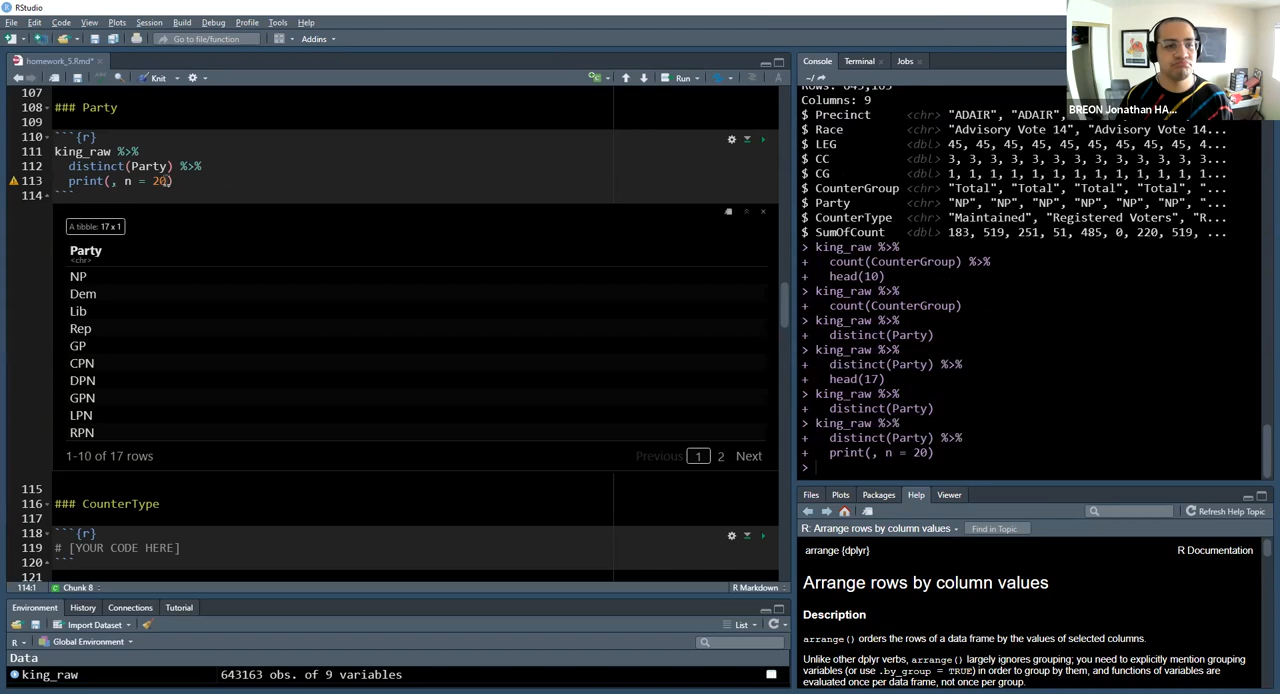 RStudio
File Edit Code View Plots Session Build Debug Profile Tools Help
Go to file/function Addins
homework_5.Rmd* ×
Knit Run
107
108 ### Party
109
110 ```{r}
111 king_raw %>%
112 distinct(Party) %>%
113 print(, n = 20)
114 ```
A tibble: 17 x 1
Party
<chr>
NP
Dem
Lib
Rep
GP
CPN
DPN
GPN
LPN
RPN
1-10 of 17 rows Previous 1 2 Next
115
116 ### CounterType
117
118 ```{r}
119 # [YOUR CODE HERE]
120 ```
121
114:1 Chunk 8 R Markdown
Environment History Connections Tutorial
Import Dataset List
R Global Environment
Data
king_raw 643163 obs. of 9 variables
Console Terminal × Jobs ×
~/
Columns: 9
$ Precinct <chr> "ADAIR", "ADAIR",
$ Race <chr> "Advisory Vote 14", "Advisory Vote 14...
$ LEG <dbl> 45, 45, 45, 45, 45, 45, 45, 45, 4...
$ CC <dbl> 3, 3, 3, 3, 3, 3, 3, 3, 3, 3, 3, ...
$ CG <dbl> 1, 1, 1, 1, 1, 1, 1, 1, 1, 1, 1, ...
$ CounterGroup <chr> "Total", "Total", "Total", "Total...
$ Party <chr> "NP", "NP", "NP", "NP", "NP", "N...
$ CounterType <chr> "Maintained", "Registered Voters", "R...
$ SumOfCount <dbl> 183, 519, 251, 51, 485, 0, 220, 519, ...
> king_raw %>%
+ count(CounterGroup) %>%
+ head(10)
> king_raw %>%
+ count(CounterGroup)
> king_raw %>%
+ distinct(Party)
> king_raw %>%
+ distinct(Party) %>%
+ head(17)
> king_raw %>%
+ distinct(Party)
> king_raw %>%
+ distinct(Party) %>%
+ print(, n = 20)
>
BREON Jonathan HA...
Files Plots Packages Help Viewer
Refresh Help Topic
R: Arrange rows by column values Find in Topic
arrange {dplyr} R Documentation
Arrange rows by column values
Description
arrange() orders the rows of a data frame by the values of selected columns.
Unlike other dplyr verbs, arrange() largely ignores grouping; you need to explicitly mention grouping
variables (or use .by_group = TRUE) in order to group by them, and functions of variables are
evaluated once per data frame, not once per group.